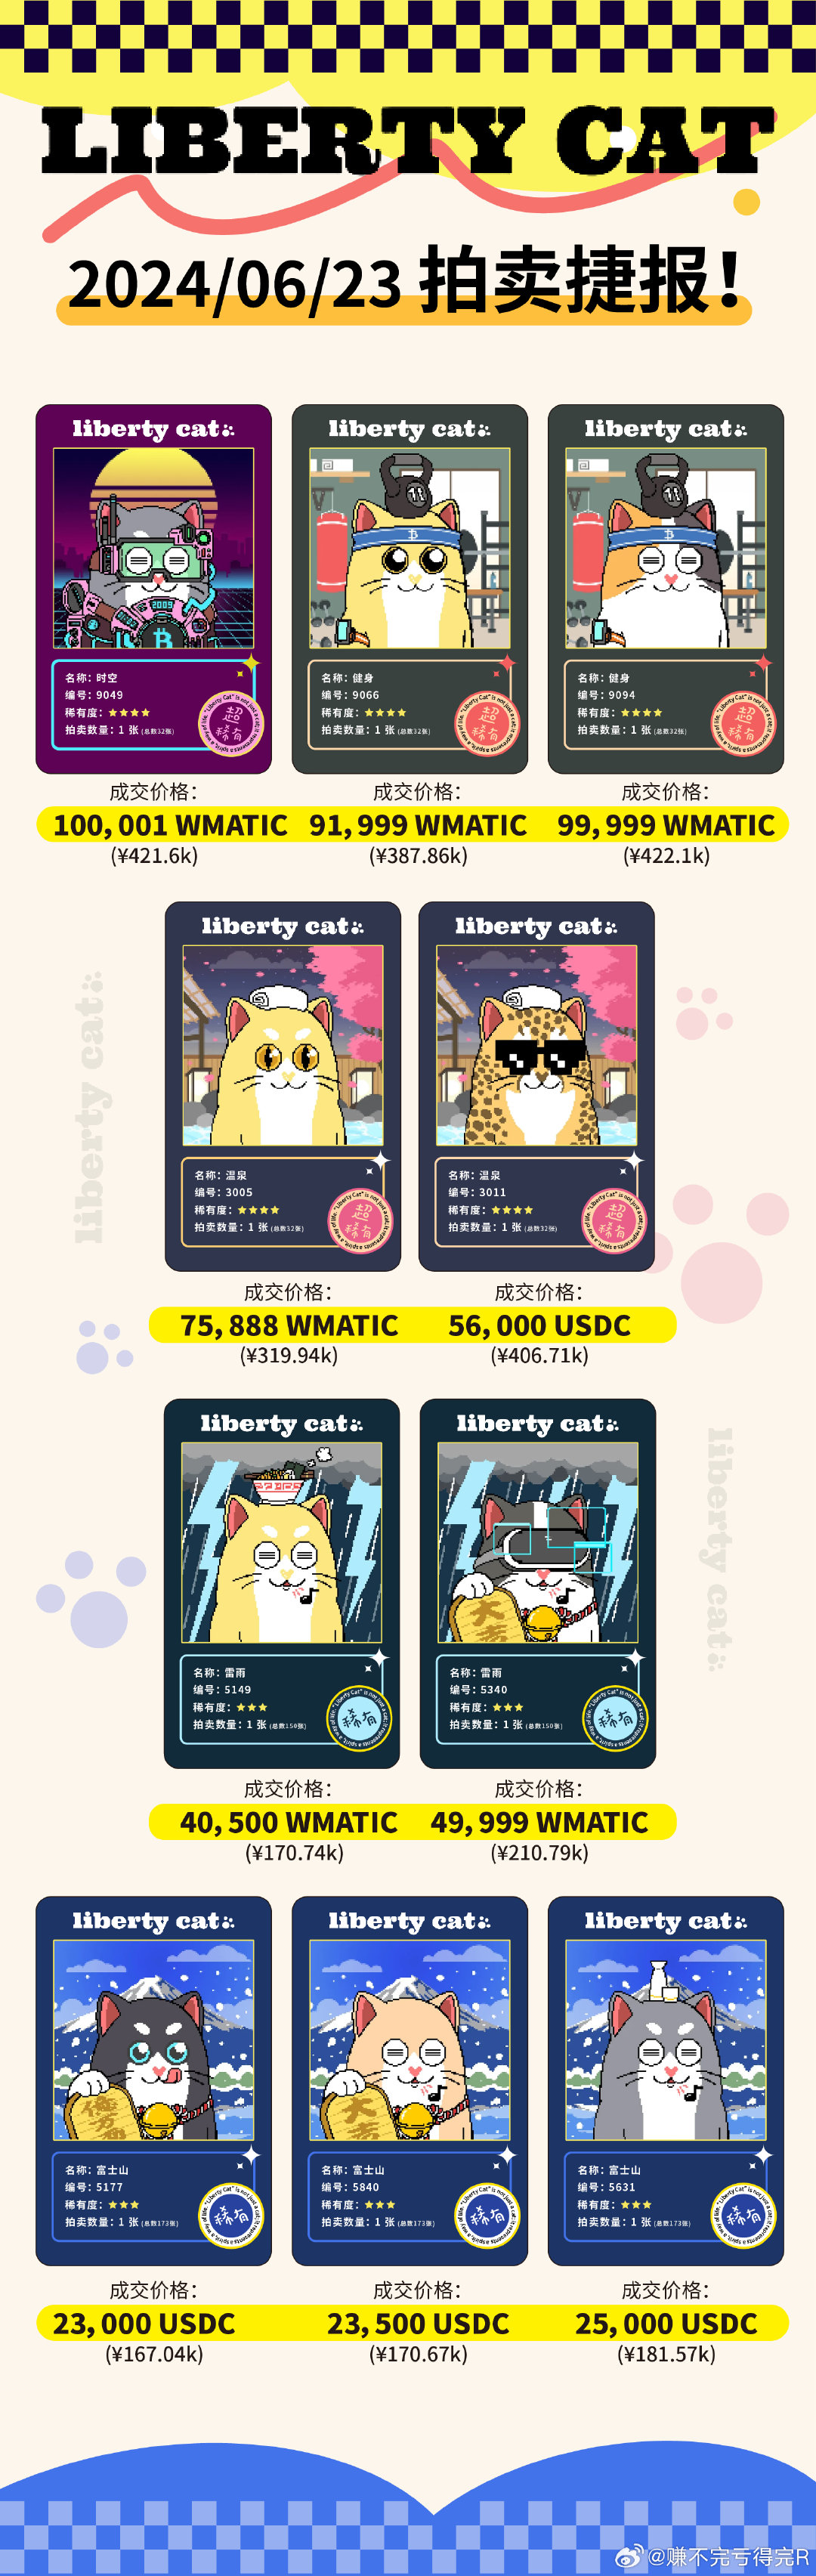 LIBERTY CAT
2024/06/23 拍卖捷报！
liberty cat
liberty cat
liberty cat
2009
名称：时空
编号：9049
稀有度：★★★★
拍卖数量：1 张 (总数32张)
超稀有
名称：健身
编号：9066
稀有度：★★★★
拍卖数量：1 张 (总数32张)
超稀有
名称：健身
编号：9094
稀有度：★★★★
拍卖数量：1 张 (总数32张)
超稀有
成交价格：
100,001 WMATIC
(¥421.6k)
成交价格：
91,999 WMATIC
(¥387.86k)
成交价格：
99,999 WMATIC
(¥422.1k)
liberty cat
liberty cat
liberty cat
名称：温泉
编号：3005
稀有度：★★★★
拍卖数量：1 张 (总数32张)
超稀有
名称：温泉
编号：3011
稀有度：★★★★
拍卖数量：1 张 (总数32张)
超稀有
成交价格：
75,888 WMATIC
(¥319.94k)
成交价格：
56,000 USDC
(¥406.71k)
liberty cat
liberty cat
liberty cat
名称：雷雨
编号：5149
稀有度：★★★
拍卖数量：1 张 (总数150张)
稀有
名称：雷雨
编号：5340
稀有度：★★★
拍卖数量：1 张 (总数150张)
稀有
成交价格：
40,500 WMATIC
(¥170.74k)
成交价格：
49,999 WMATIC
(¥210.79k)
liberty cat
liberty cat
liberty cat
名称：富士山
编号：5177
稀有度：★★★
拍卖数量：1 张 (总数173张)
稀有
名称：富士山
编号：5840
稀有度：★★★
拍卖数量：1 张 (总数173张)
稀有
名称：富士山
编号：5631
稀有度：★★★
拍卖数量：1 张 (总数173张)
稀有
成交价格：
23,000 USDC
(¥167.04k)
成交价格：
23,500 USDC
(¥170.67k)
成交价格：
25,000 USDC
(¥181.57k)
@赚不完亏得完R